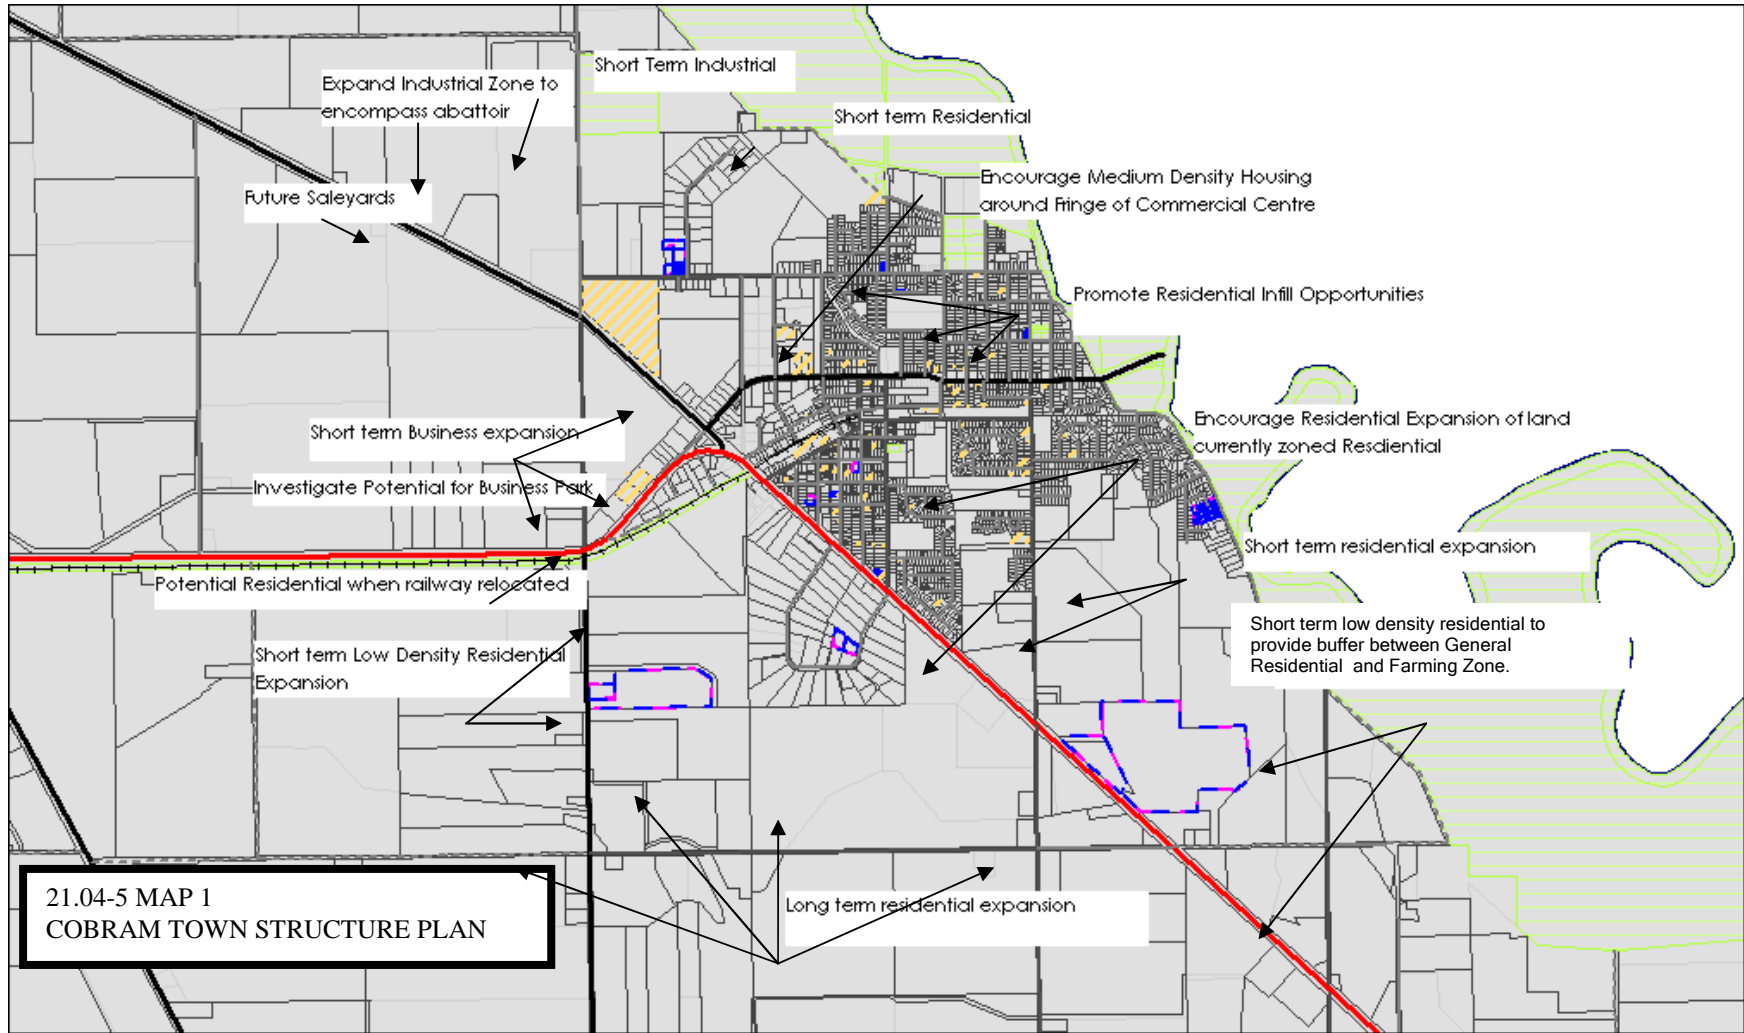 Short Term Industrial
Expand Industrial Zone to
encompass abattoir
Short term Residential
Future Saleyards
Encourage Medium Density Housing
around Fringe of Commercial Centre
Promote Residential Infill Opportunities
Short term Business expansion
Encourage Residential Expansion of land
currently zoned Resdiential
Investigate Potential for Business Park
Short term residential expansion
Potential Residential when railway relocated
Short term low density residential to
provide buffer between General
Residential and Farming Zone.
Short term Low Density Residential
Expansion
Long term residential expansion
21.04-5 MAP 1
COBRAM TOWN STRUCTURE PLAN